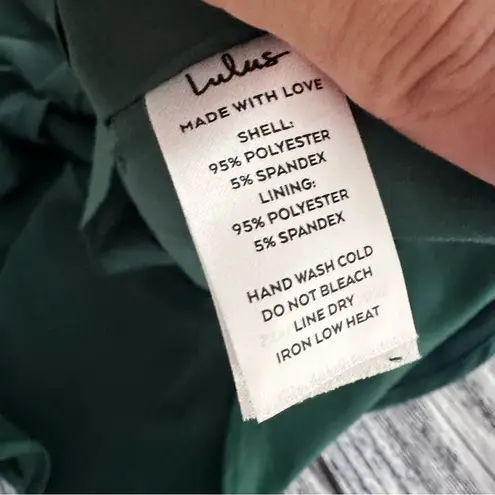 Lulus
MADE WITH LOVE
SHELL:
95% POLYESTER
5% SPANDEX
LINING:
95% POLYESTER
5% SPANDEX
HAND WASH COLD
DO NOT BLEACH
LINE DRY
IRON LOW HEAT